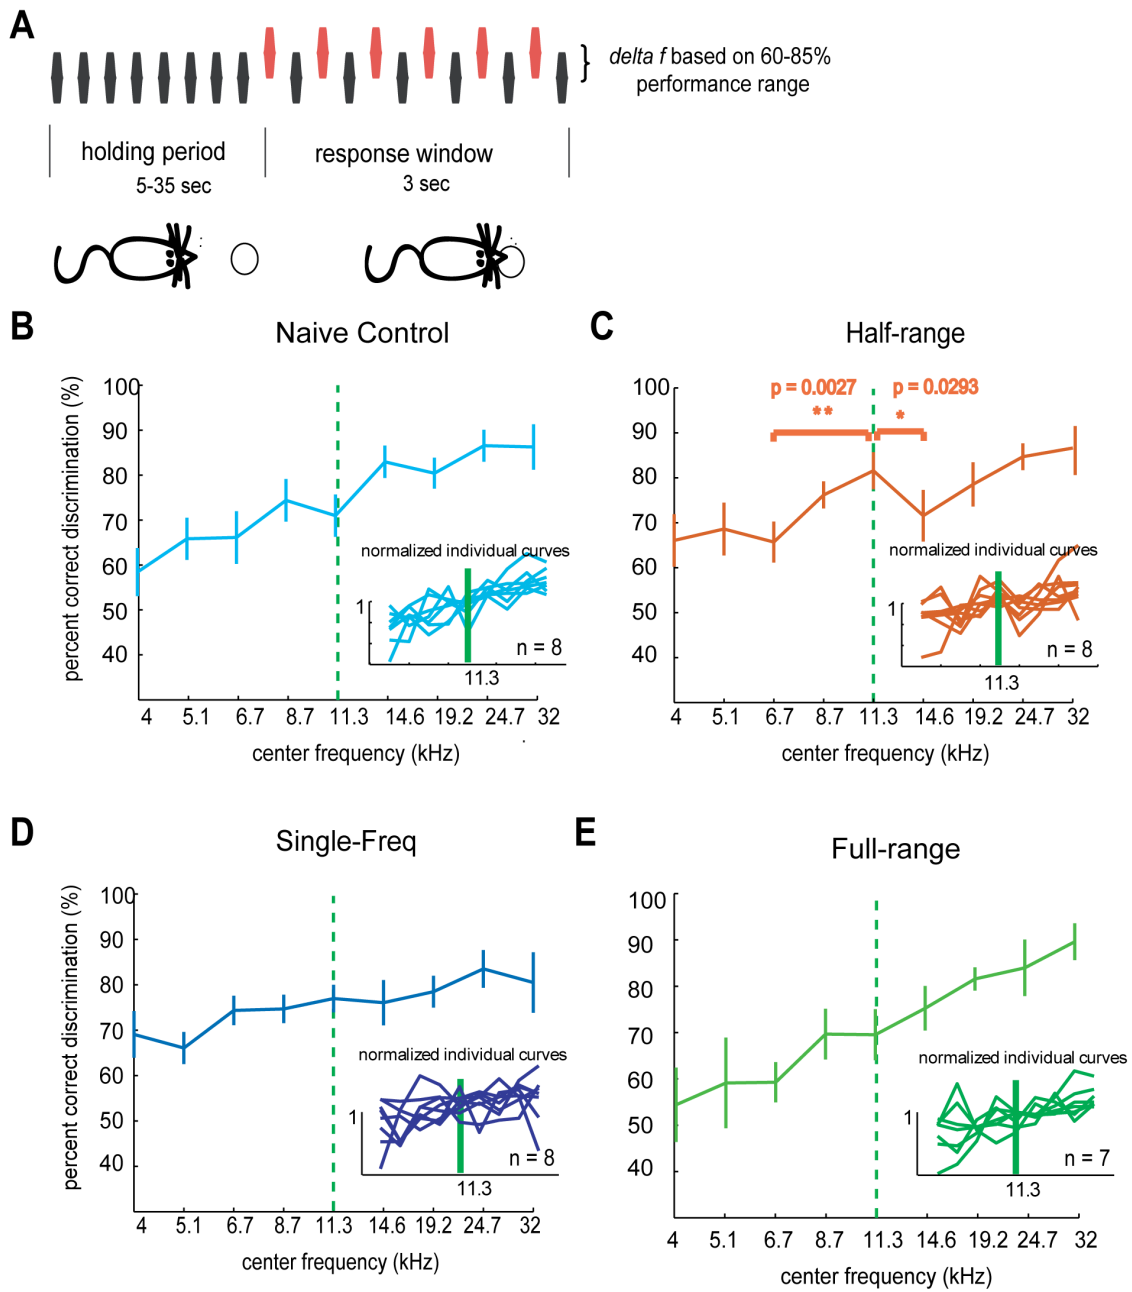 A
delta f based on 60-85%
performance range
holding period
response window
5-35 sec
3 sec
B
Naive Control
percent correct discrimination (%)
100
90
80
70
60
50
40
normalized individual curves
1
n = 8
11.3
4 5.1 6.7 8.7 11.3 14.6 19.2 24.7 32
center frequency (kHz)
C
Half-range
p = 0.0027
p = 0.0293
** *
100
90
80
70
60
50
40
normalized individual curves
1
n = 8
11.3
4 5.1 6.7 8.7 11.3 14.6 19.2 24.7 32
center frequency (kHz)
D
Single-Freq
percent correct discrimination (%)
100
90
80
70
60
50
40
normalized individual curves
1
n = 8
11.3
4 5.1 6.7 8.7 11.3 14.6 19.2 24.7 32
center frequency (kHz)
E
Full-range
100
90
80
70
60
50
40
normalized individual curves
1
n = 7
11.3
4 5.1 6.7 8.7 11.3 14.6 19.2 24.7 32
center frequency (kHz)